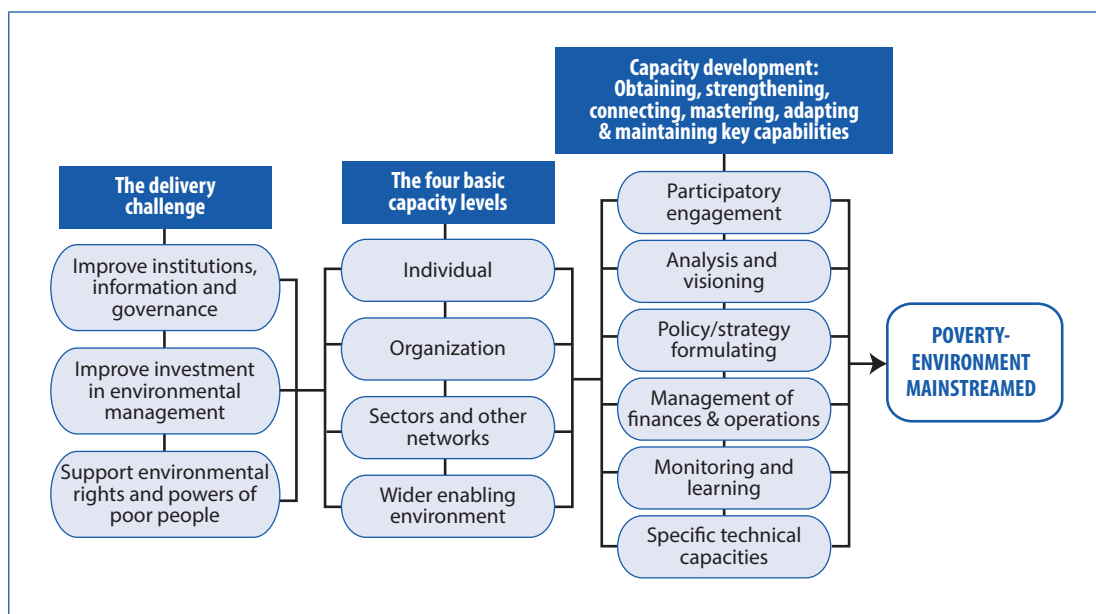 The delivery
challenge
Improve institutions,
information and
governance
Improve investment
in environmental
management
Support environmental
rights and powers of
poor people
The four basic
capacity levels
Individual
Organization
Sectors and other
networks
Wider enabling
environment
Capacity development:
Obtaining, strengthening,
connecting, mastering, adapting
& maintaining key capabilities
Participatory
engagement
Analysis and
visioning
Policy/strategy
formulating
Management of
finances & operations
Monitoring and
learning
Specific technical
capacities
POVERTY-
ENVIRONMENT
MAINSTREAMED